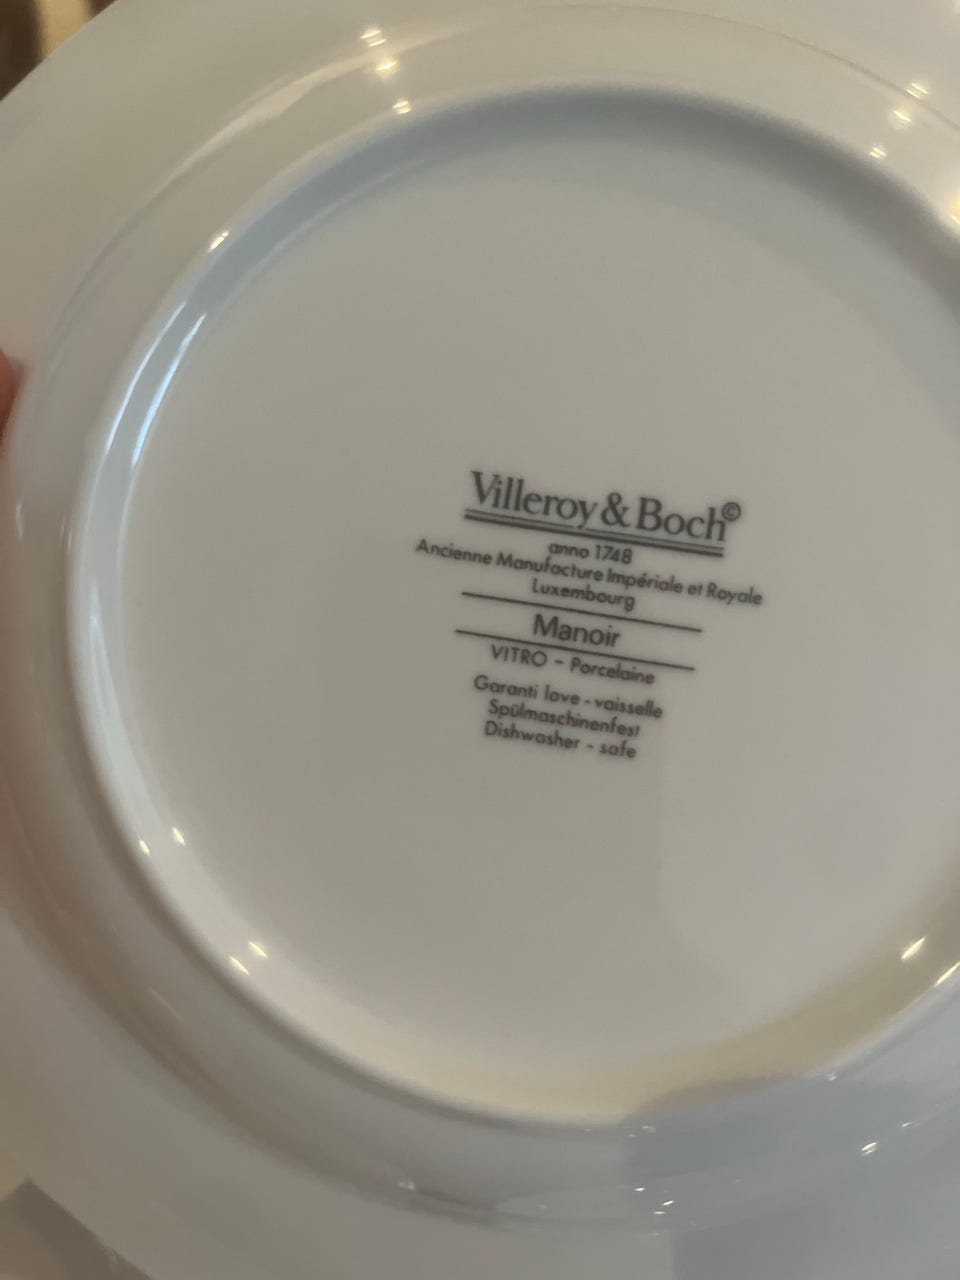 Villeroy & Boch©
anno 1748
Ancienne Manufacture Impériale et Royale
Luxembourg
Manoir
VITRO - Porcelaine
Garanti lave - vaisselle
Spülmaschinenfest
Dishwasher - safe